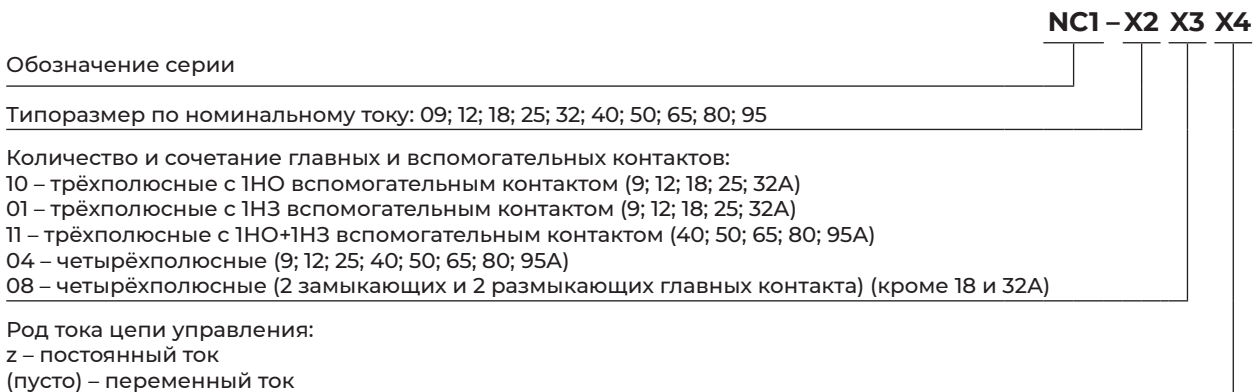 NC1 – X2 X3 X4
Обозначение серии
Типоразмер по номинальному току: 09; 12; 18; 25; 32; 40; 50; 65; 80; 95
Количество и сочетание главных и вспомогательных контактов:
10 – трёхполюсные с 1НО вспомогательным контактом (9; 12; 18; 25; 32А)
01 – трёхполюсные с 1НЗ вспомогательным контактом (9; 12; 18; 25; 32А)
11 – трёхполюсные с 1НО+1НЗ вспомогательным контактом (40; 50; 65; 80; 95А)
04 – четырёхполюсные (9; 12; 25; 40; 50; 65; 80; 95А)
08 – четырёхполюсные (2 замыкающих и 2 размыкающих главных контакта) (кроме 18 и 32А)
Род тока цепи управления:
z – постоянный ток
(пусто) – переменный ток